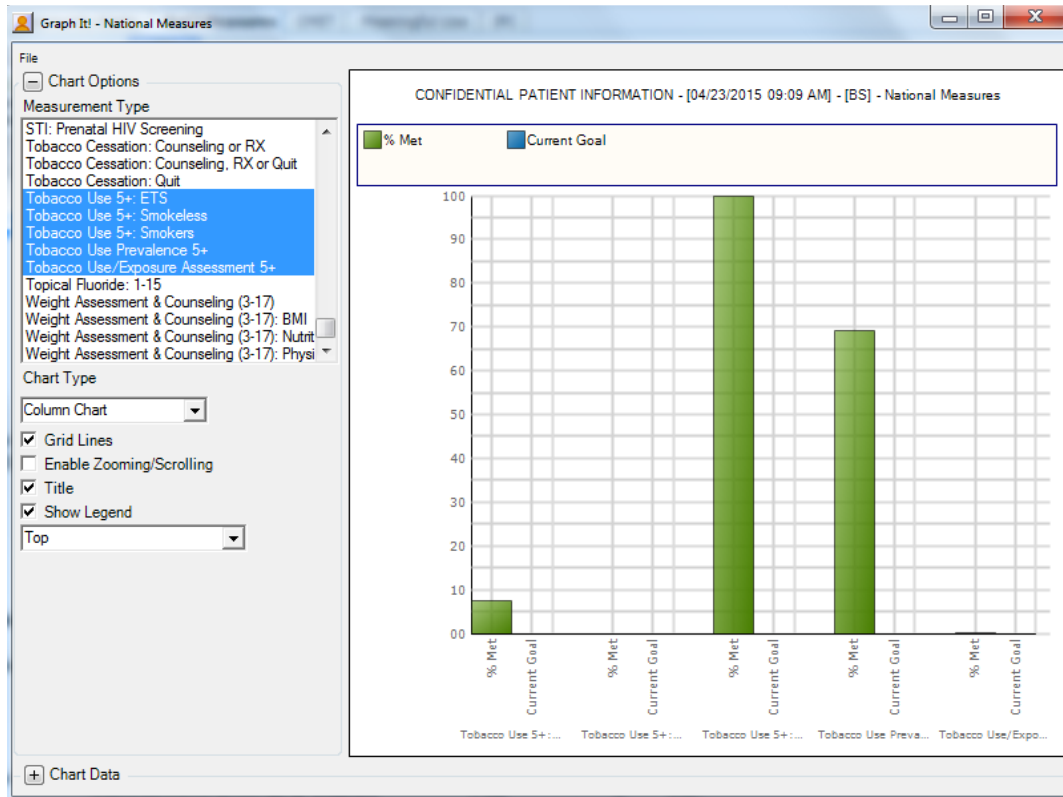 Graph It! - National Measures
File
Chart Options
Measurement Type
STI: Prenatal HIV Screening
Tobacco Cessation: Counseling or RX
Tobacco Cessation: Counseling, RX or Quit
Tobacco Cessation: Quit
Tobacco Use 5+: ETS
Tobacco Use 5+: Smokeless
Tobacco Use 5+: Smokers
Tobacco Use Prevalence 5+
Tobacco Use/Exposure Assessment 5+
Topical Fluoride: 1-15
Weight Assessment & Counseling (3-17)
Weight Assessment & Counseling (3-17): BMI
Weight Assessment & Counseling (3-17): Nutrit
Weight Assessment & Counseling (3-17): Physi
Chart Type
Column Chart
Grid Lines
Enable Zooming/Scrolling
Title
Show Legend
Top
Chart Data
CONFIDENTIAL PATIENT INFORMATION - [04/23/2015 09:09 AM] - [BS] - National Measures
% Met
Current Goal
100
90
80
70
60
50
40
30
20
10
00
% Met
Current Goal
% Met
Current Goal
% Met
Current Goal
% Met
Current Goal
% Met
Current Goal
Tobacco Use 5+:...
Tobacco Use 5+:...
Tobacco Use 5+:...
Tobacco Use Preva...
Tobacco Use/Expo...